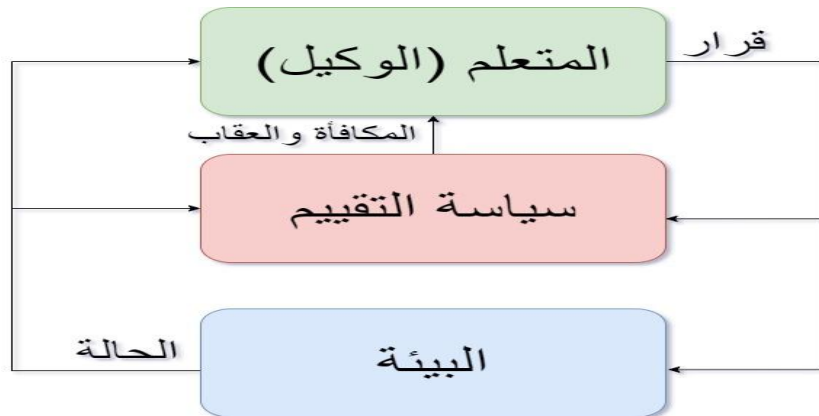 المتعلم (الوكيل)
قرار
المكافأة والعقاب
سياسة التقييم
الحالة
البيئة